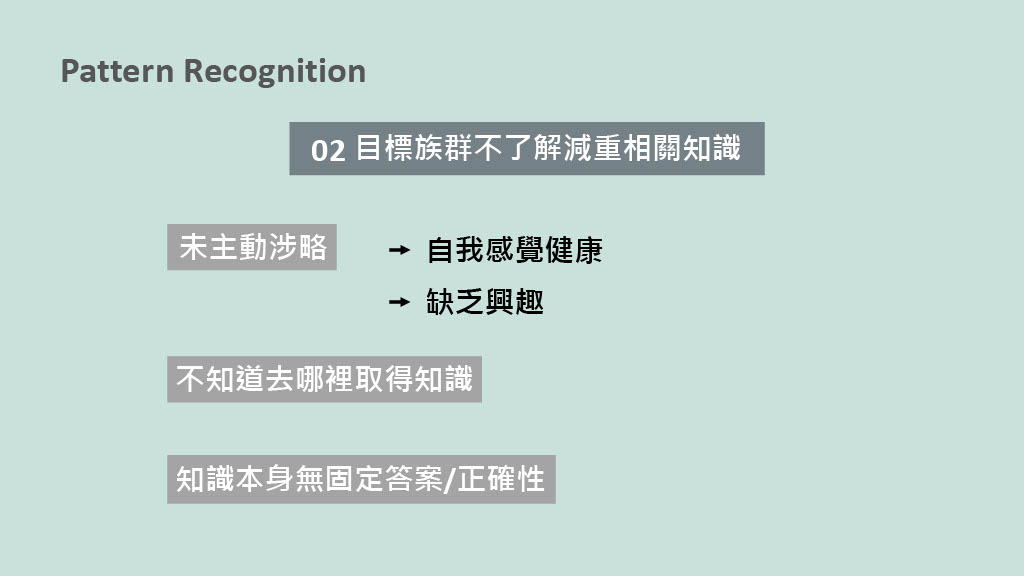 Pattern Recognition
02 目標族群不了解減重相關知識
未主動涉略
→ 自我感覺健康
→ 缺乏興趣
不知道去哪裡取得知識
知識本身無固定答案/正確性